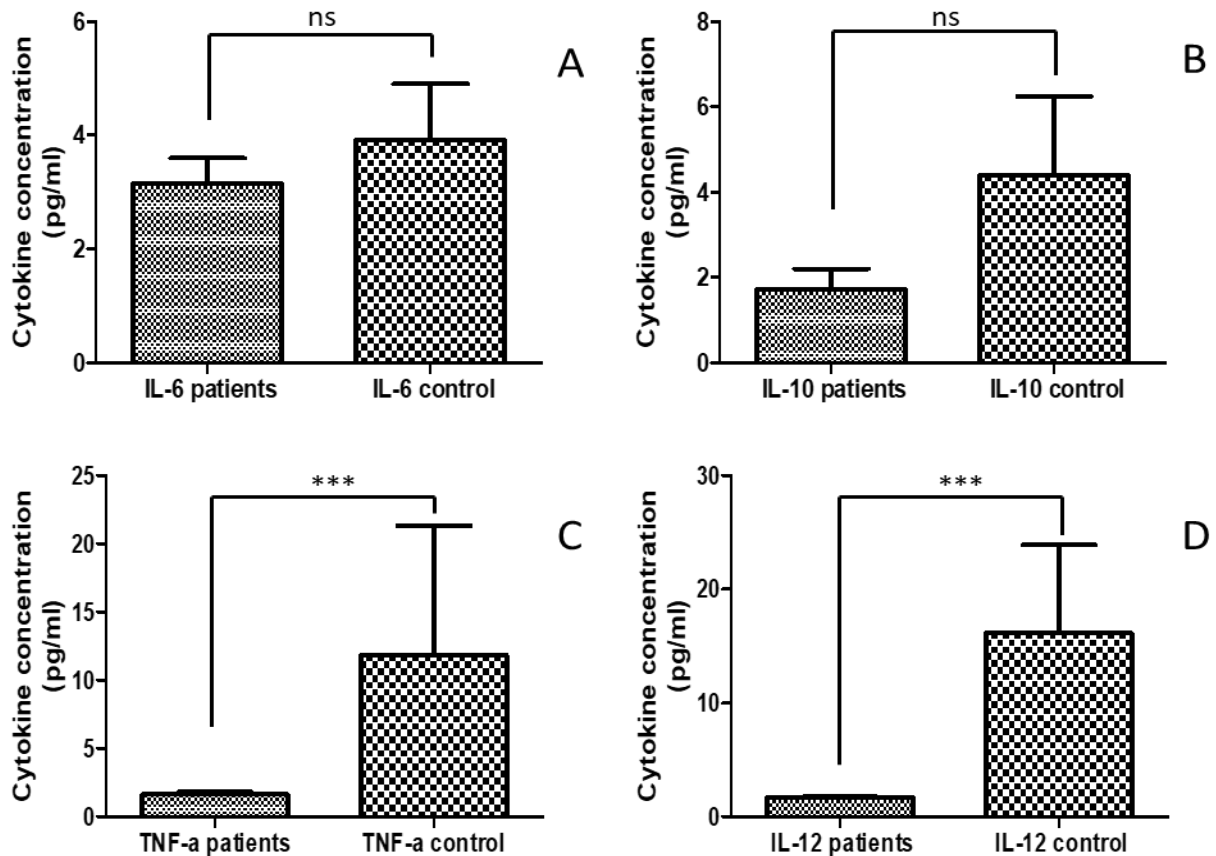 ns
A
Cytokine concentration
(pg/ml)
6
4
2
0
IL-6 patients
IL-6 control
ns
B
Cytokine concentration
(pg/ml)
8
6
4
2
0
IL-10 patients
IL-10 control
***
C
Cytokine concentration
(pg/ml)
25
20
15
10
5
0
TNF-a patients
TNF-a control
***
D
Cytokine concentration
(pg/ml)
30
20
10
0
IL-12 patients
IL-12 control